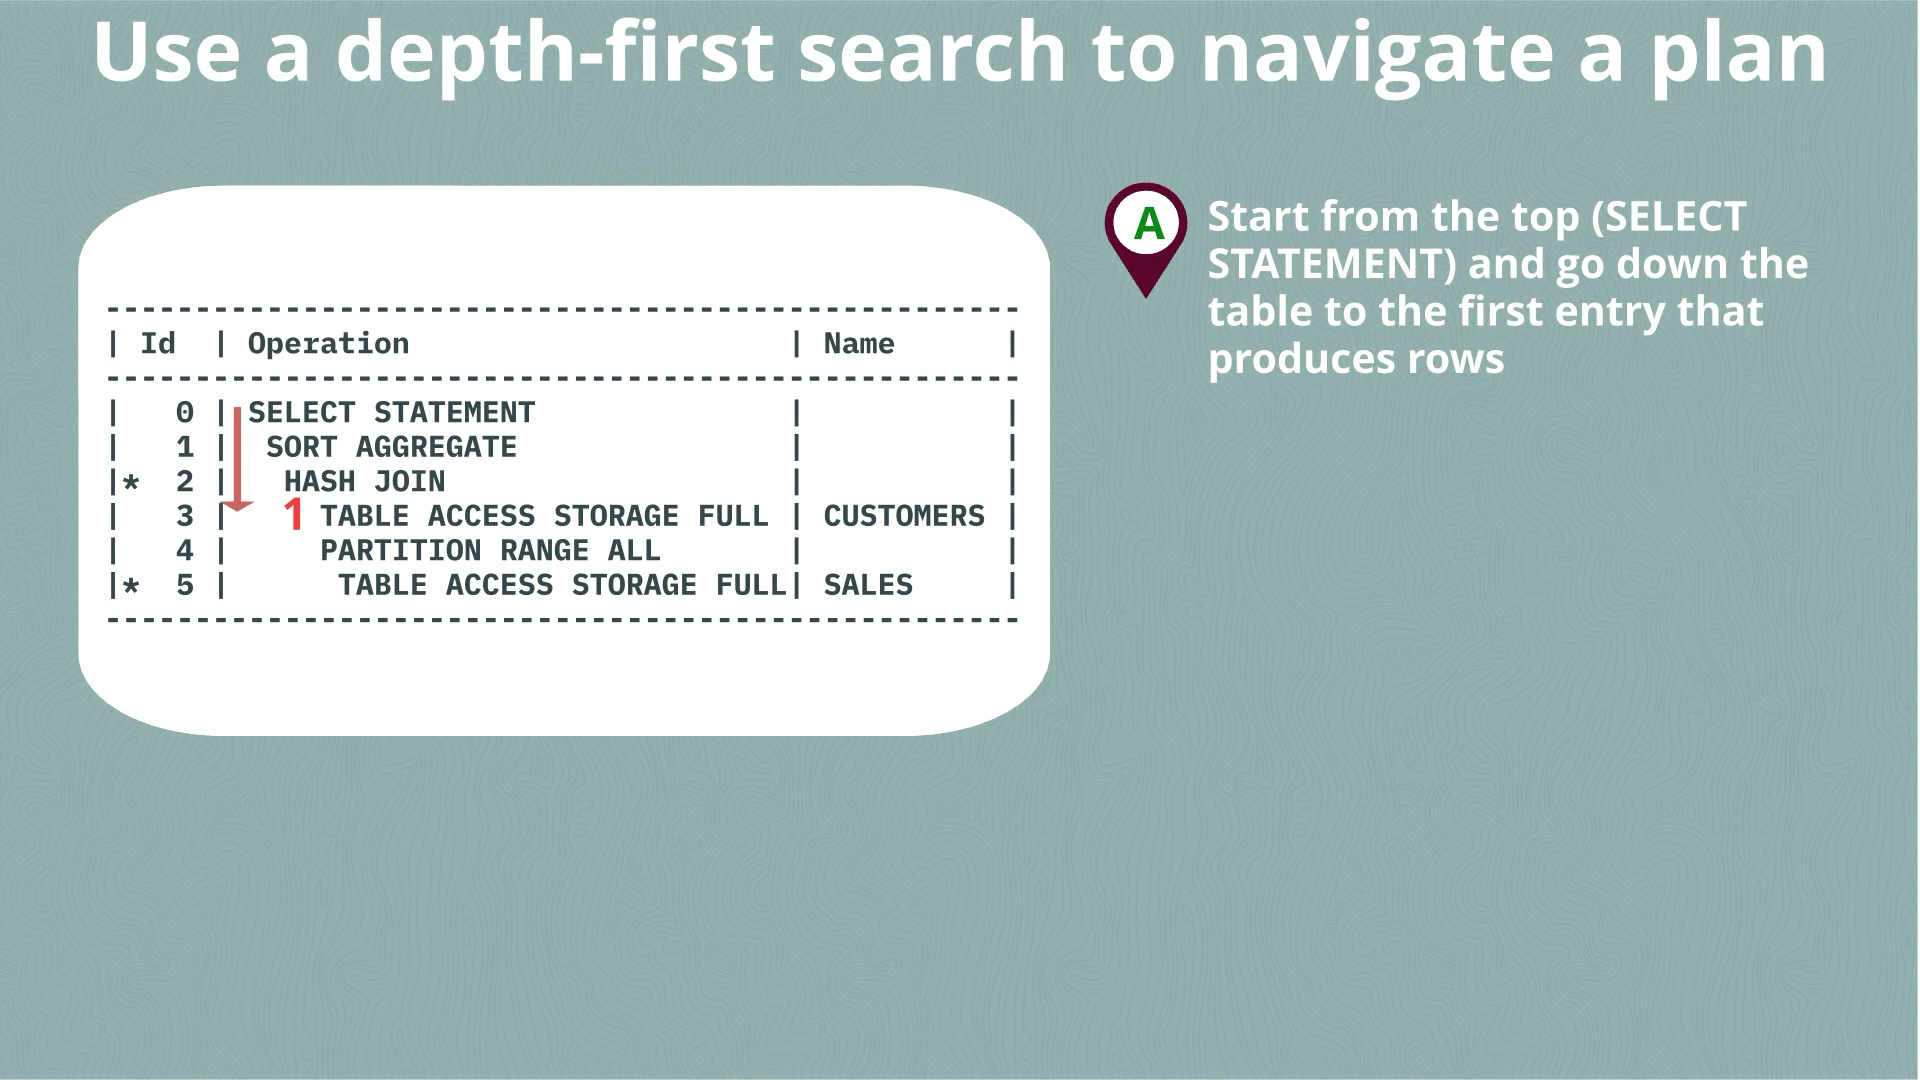 Use a depth-first search to navigate a plan
A
Start from the top (SELECT
STATEMENT) and go down the
table to the first entry that
produces rows
---------------------------------------------------
| Id  | Operation                     | Name      |
---------------------------------------------------
|   0 | SELECT STATEMENT              |           |
|   1 |  SORT AGGREGATE               |           |
|*  2 |   HASH JOIN                   |           |
|   3 |   1 TABLE ACCESS STORAGE FULL | CUSTOMERS |
|   4 |     PARTITION RANGE ALL       |           |
|*  5 |      TABLE ACCESS STORAGE FULL| SALES     |
---------------------------------------------------